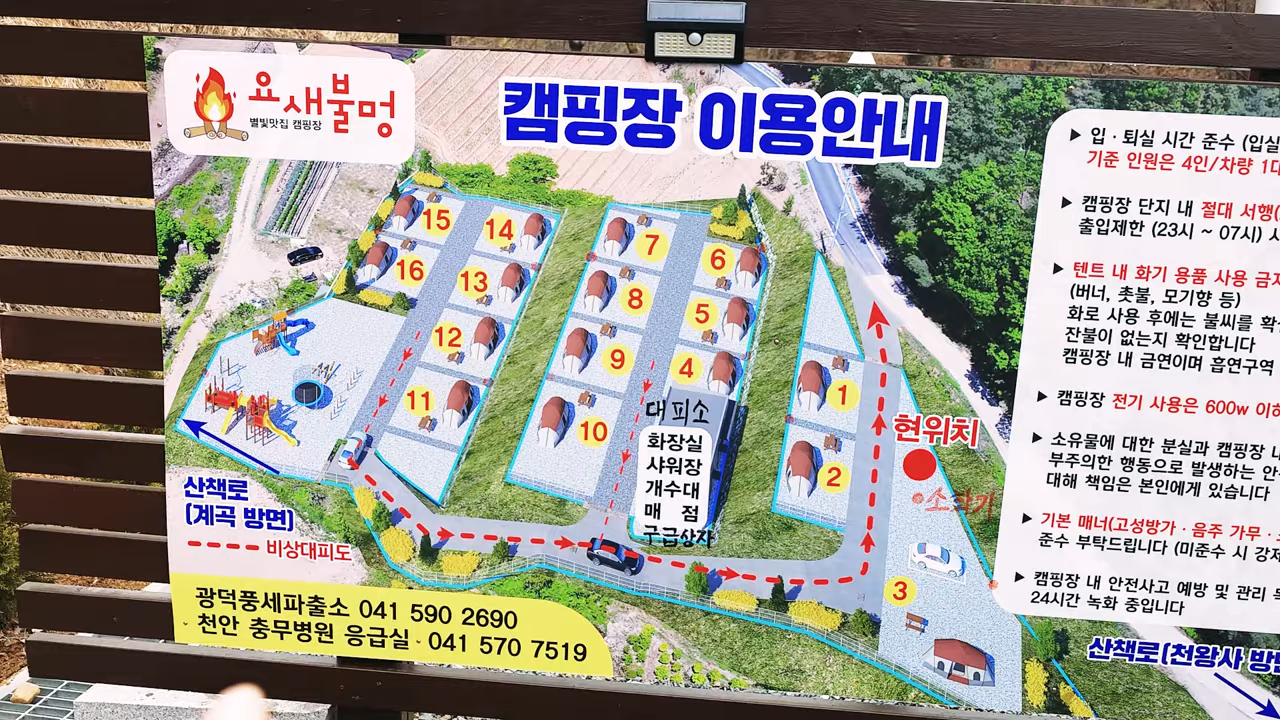 요새불멍
별빛맛집 캠핑장
캠핑장 이용안내
15
14
16
13
12
11
7
6
8
5
9
4
10
1
2
3
대피소
화장실
샤워장
개수대
매 점
구급상자
현위치
소화기
산책로
(계곡 방면)
비상대피도
광덕풍세파출소 041 590 2690
천안 충무병원 응급실 · 041 570 7519
▶ 입 · 퇴실 시간 준수 (입실
기준 인원은 4인/차량 1대
▶ 캠핑장 단지 내 절대 서행(
출입제한 (23시 ~ 07시) 시
▶ 텐트 내 화기 용품 사용 금지
(버너, 촛불, 모기향 등)
화로 사용 후에는 불씨를 확
잔불이 없는지 확인합니다
캠핑장 내 금연이며 흡연구역
▶ 캠핑장 전기 사용은 600w 이하
▶ 소유물에 대한 분실과 캠핑장 내
부주의한 행동으로 발생하는 안
대해 책임은 본인에게 있습니다
▶ 기본 매너(고성방가 · 음주 가무 ·
준수 부탁드립니다 (미준수 시 강제
▶ 캠핑장 내 안전사고 예방 및 관리 목
24시간 녹화 중입니다
산책로(천왕사 방면